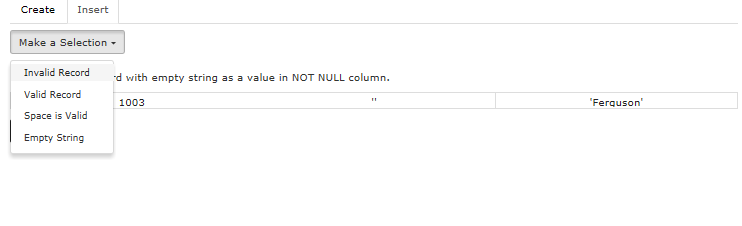 Create Insert
Make a Selection
Invalid Record
with empty string as a value in NOT NULL column.
Valid Record
1003 '' 'Ferguson'
Space is Valid
Empty String